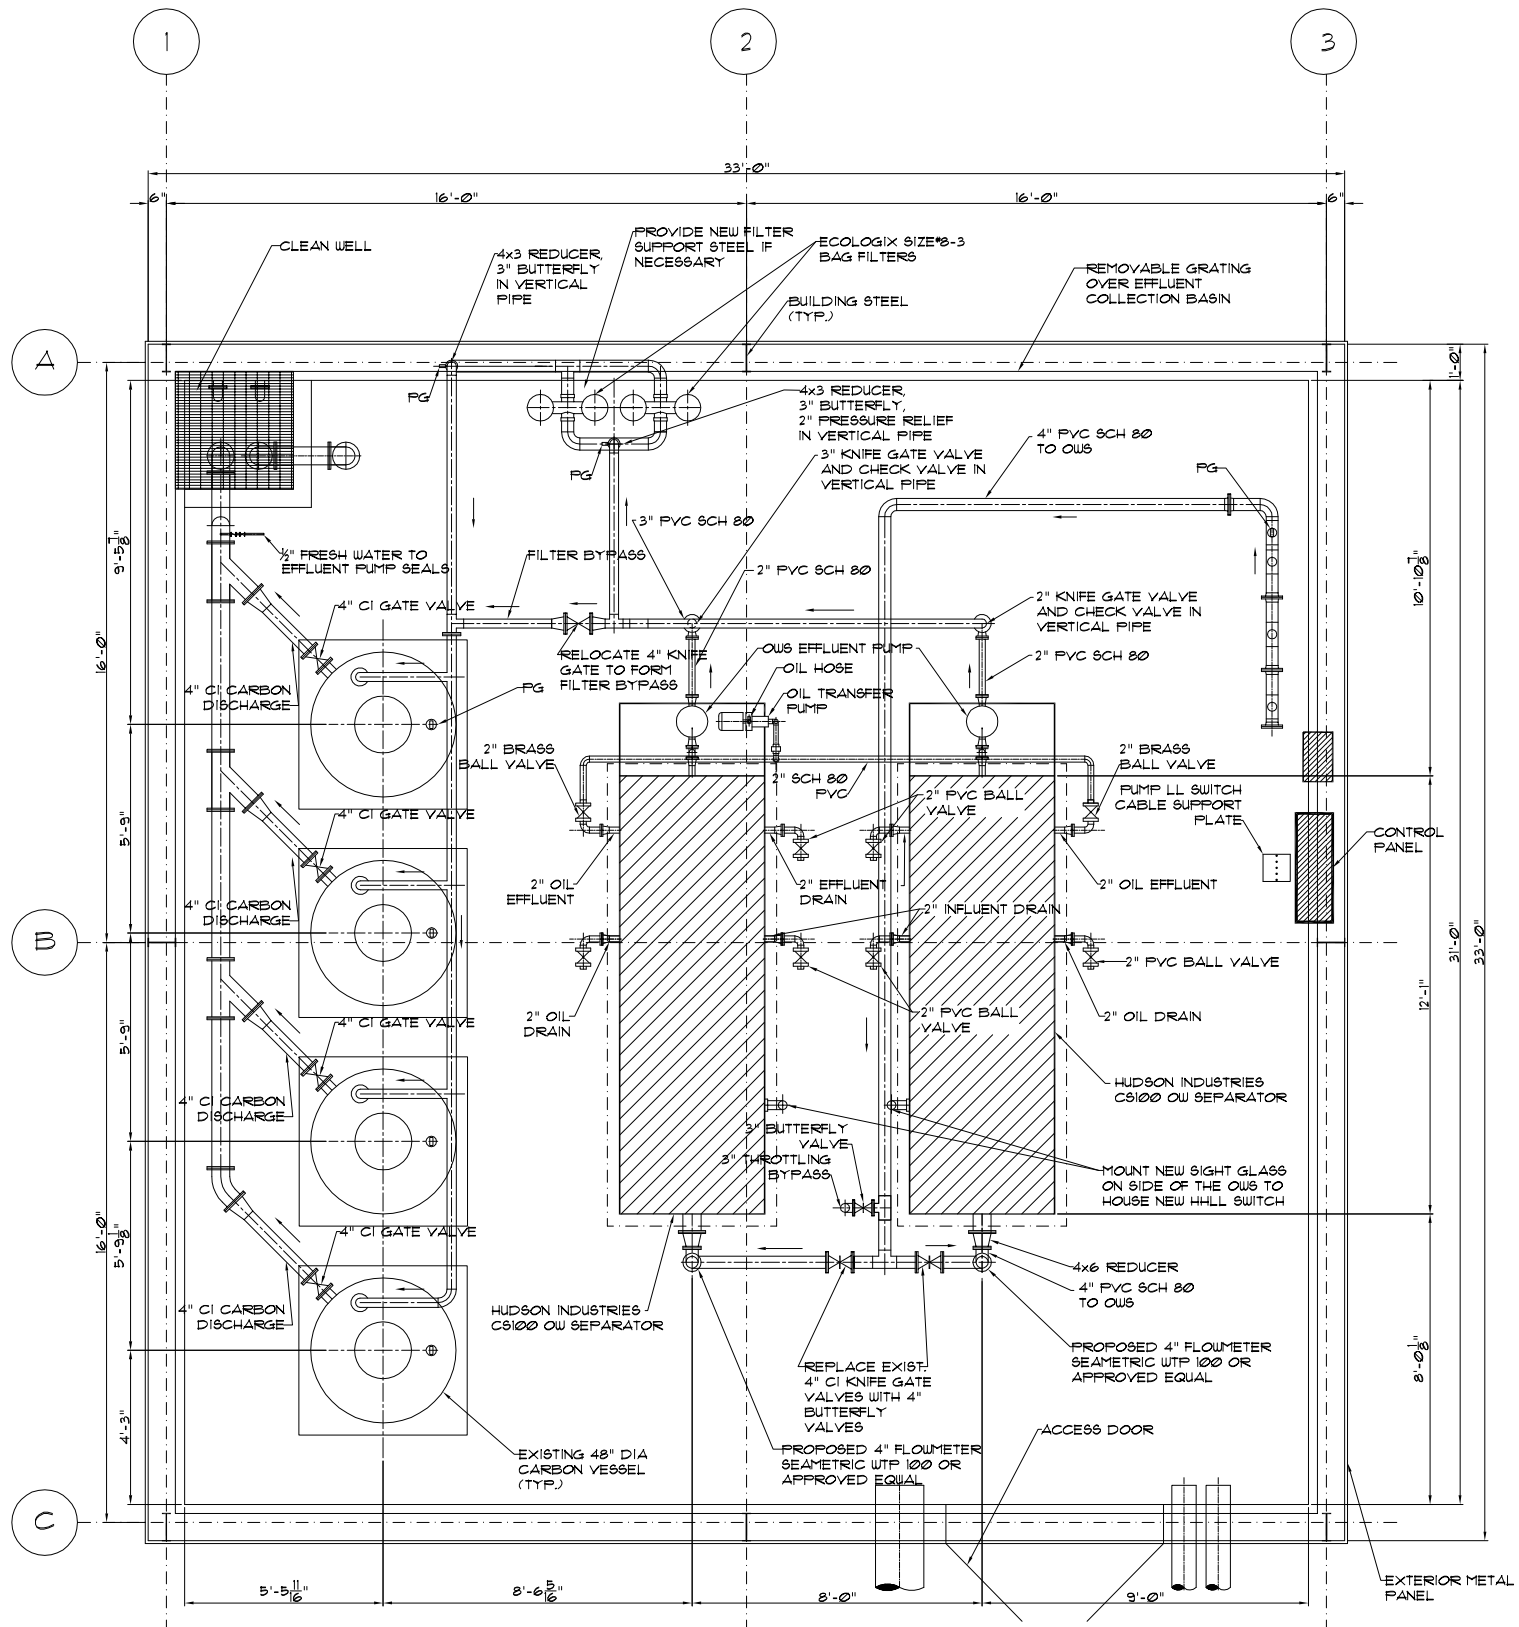 1
2
3
33'-0"
6"
16'-0"
16'-0"
6"
CLEAN WELL
4x3 REDUCER,
3" BUTTERFLY
IN VERTICAL
PIPE
PROVIDE NEW FILTER
SUPPORT STEEL IF
NECESSARY
ECOLOGIX SIZE#8-3
BAG FILTERS
BUILDING STEEL
(TYP.)
REMOVABLE GRATING
OVER EFFLUENT
COLLECTION BASIN
A
1'-0"
PG
4x3 REDUCER,
3" BUTTERFLY,
2" PRESSURE RELIEF
IN VERTICAL PIPE
3" KNIFE GATE VALVE
AND CHECK VALVE IN
VERTICAL PIPE
4" PVC SCH 80
TO OWS
PG
PG
3" PVC SCH 80
9'-5 7/8"
½" FRESH WATER TO
EFFLUENT PUMP SEALS
FILTER BYPASS
2" PVC SCH 80
10'-10 7/8"
4" CI GATE VALVE
2" KNIFE GATE VALVE
AND CHECK VALVE IN
VERTICAL PIPE
16'-0"
RELOCATE 4" KNIFE
GATE TO FORM
FILTER BYPASS
OWS EFFLUENT PUMP
OIL HOSE
2" PVC SCH 80
4" CI CARBON
DISCHARGE
PG
OIL TRANSFER
PUMP
2" BRASS
BALL VALVE
2" BRASS
BALL VALVE
2" SCH 80
PVC
2" PVC BALL
VALVE
PUMP LL SWITCH
CABLE SUPPORT
PLATE
CONTROL
PANEL
5'-9"
4" CI GATE VALVE
4" CI CARBON
DISCHARGE
2" OIL
EFFLUENT
2" EFFLUENT
DRAIN
2" OIL EFFLUENT
2" INFLUENT DRAIN
B
31'-0"
33'-0"
2" PVC BALL VALVE
12'-1"
5'-9"
4" CI GATE VALVE
2" OIL
DRAIN
2" PVC BALL
VALVE
2" OIL DRAIN
4" CI CARBON
DISCHARGE
HUDSON INDUSTRIES
CS100 OW SEPARATOR
3" BUTTERFLY
VALVE
3" THROTTLING
BYPASS
MOUNT NEW SIGHT GLASS
ON SIDE OF THE OWS TO
HOUSE NEW HHLL SWITCH
16'-0"
5'-9 1/8"
4" CI GATE VALVE
4" CI CARBON
DISCHARGE
4x6 REDUCER
4" PVC SCH 80
TO OWS
HUDSON INDUSTRIES
CS100 OW SEPARATOR
8'-0 1/8"
REPLACE EXIST.
4" CI KNIFE GATE
VALVES WITH 4"
BUTTERFLY
VALVES
PROPOSED 4" FLOWMETER
SEAMETRIC WTP 100 OR
APPROVED EQUAL
4'-3"
EXISTING 48" DIA
CARBON VESSEL
(TYP.)
PROPOSED 4" FLOWMETER
SEAMETRIC WTP 100 OR
APPROVED EQUAL
ACCESS DOOR
C
EXTERIOR METAL
PANEL
5'-5 11/16"
8'-6 5/16"
8'-0"
9'-0"